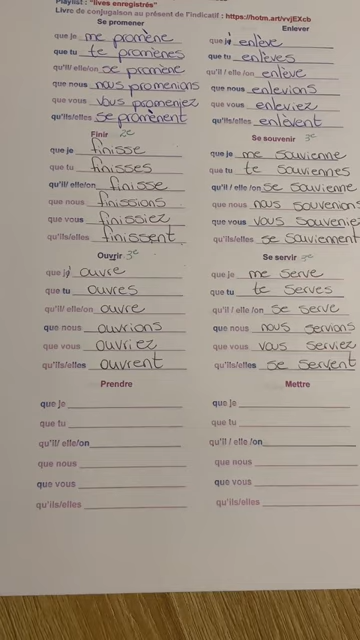 Playlist : "lives enregistrés"
Livre de conjugaison au présent de l'indicatif : https://hotm.art/vvjEXcb
Se promener
que je me promène
que tu te promènes
qu'il/ elle/on se promène
que nous nous promenions
que vous vous promeniez
qu'ils/elles se promènent
Enlever
que j' enlève
que tu enlèves
qu'il / elle /on enlève
que nous enlevions
que vous enleviez
qu'ils/elles enlèvent
Finir 2e
que je finisse
que tu finisses
qu'il/ elle/on finisse
que nous finissions
que vous finissiez
qu'ils/elles finissent
Se souvenir 3e
que je me souvienne
que tu te souviennes
qu'il / elle /on se souvienne
que nous nous souvenions
que vous vous souveniez
qu'ils/elles se souviennent
Ouvrir 3e
que j' ouvre
que tu ouvres
qu'il/ elle/on ouvre
que nous ouvrions
que vous ouvriez
qu'ils/elles ouvrent
Se servir 3e
que je me serve
que tu te serves
qu'il / elle /on se serve
que nous nous servions
que vous vous serviez
qu'ils/elles se servent
Prendre
que je
que tu
qu'il/ elle/on
que nous
que vous
qu'ils/elles
Mettre
que je
que tu
qu'il / elle /on
que nous
que vous
qu'ils/elles